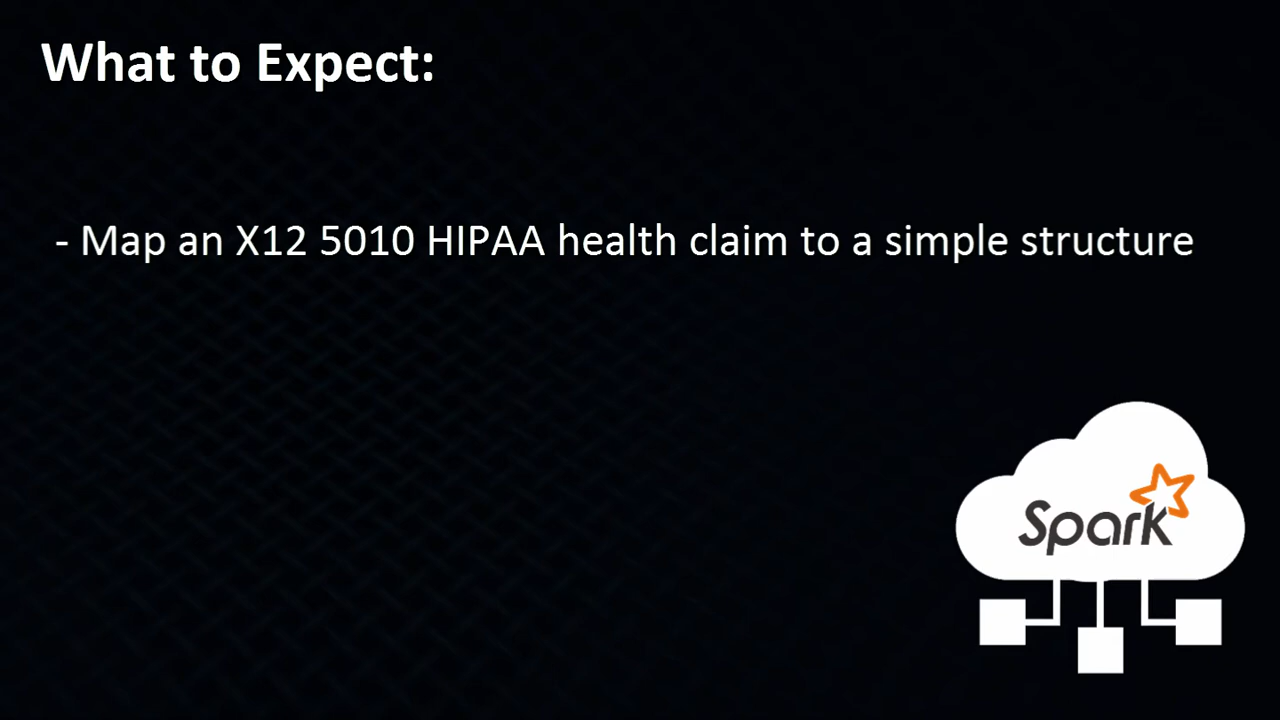 What to Expect:
- Map an X12 5010 HIPAA health claim to a simple structure
Spark